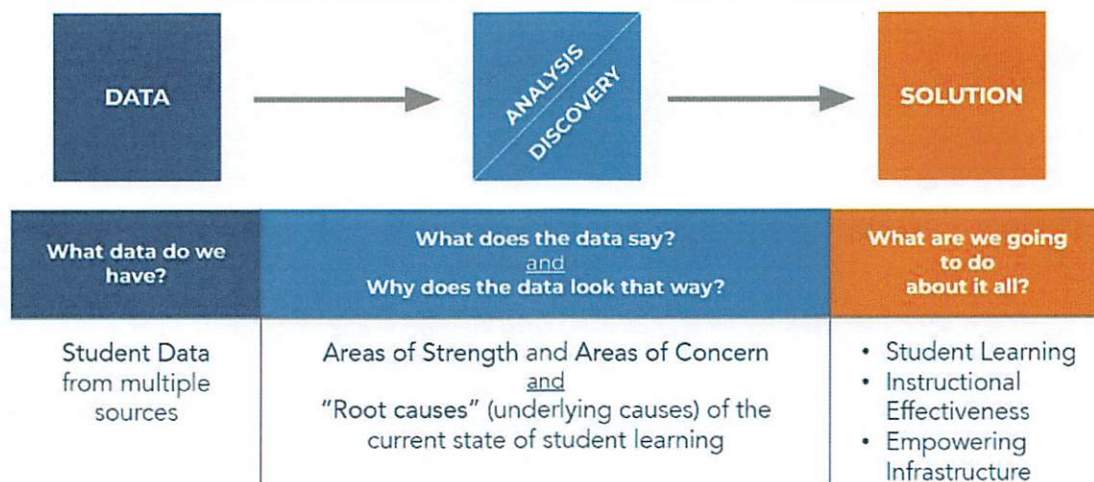 DATA
ANALYSIS
DISCOVERY
SOLUTION
What data do we
have?
What does the data say?
and
Why does the data look that way?
What are we going
to do
about it all?
Student Data
from multiple
sources
Areas of Strength and Areas of Concern
and
"Root causes" (underlying causes) of the
current state of student learning
• Student Learning
• Instructional
Effectiveness
• Empowering
Infrastructure